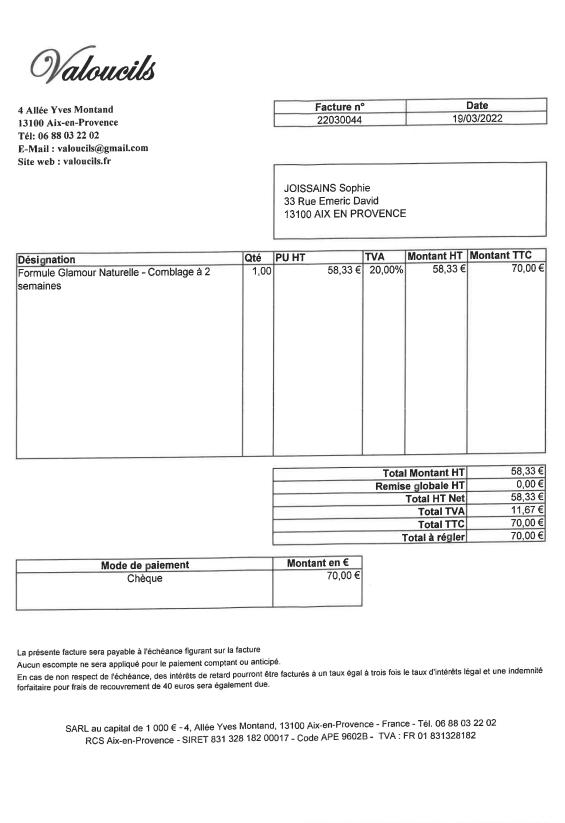 Valoucils
4 Allée Yves Montand
13100 Aix-en-Provence
Tél: 06 88 03 22 02
E-Mail : valoucils@gmail.com
Site web : valoucils.fr
Facture n° Date
22030044 19/03/2022
JOISSAINS Sophie
33 Rue Emeric David
13100 AIX EN PROVENCE
Désignation Qté PU HT TVA Montant HT Montant TTC
Formule Glamour Naturelle - Comblage à 2 1,00 58,33 € 20,00% 58,33 € 70,00 €
semaines
Total Montant HT 58,33 €
Remise globale HT 0,00 €
Total HT Net 58,33 €
Total TVA 11,67 €
Total TTC 70,00 €
Total à régler 70,00 €
Mode de paiement Montant en €
Chèque 70,00 €
La présente facture sera payable à l'échéance figurant sur la facture
Aucun escompte ne sera appliqué pour le paiement comptant ou anticipé.
En cas de non respect de l'échéance, des intérêts de retard pourront être facturés à un taux égal à trois fois le taux d'intérêts légal et une indemnité
forfaitaire pour frais de recouvrement de 40 euros sera également due.
SARL au capital de 1 000 € - 4, Allée Yves Montand, 13100 Aix-en-Provence - France - Tél. 06 88 03 22 02
RCS Aix-en-Provence - SIRET 831 328 182 00017 - Code APE 9602B - TVA : FR 01 831328182